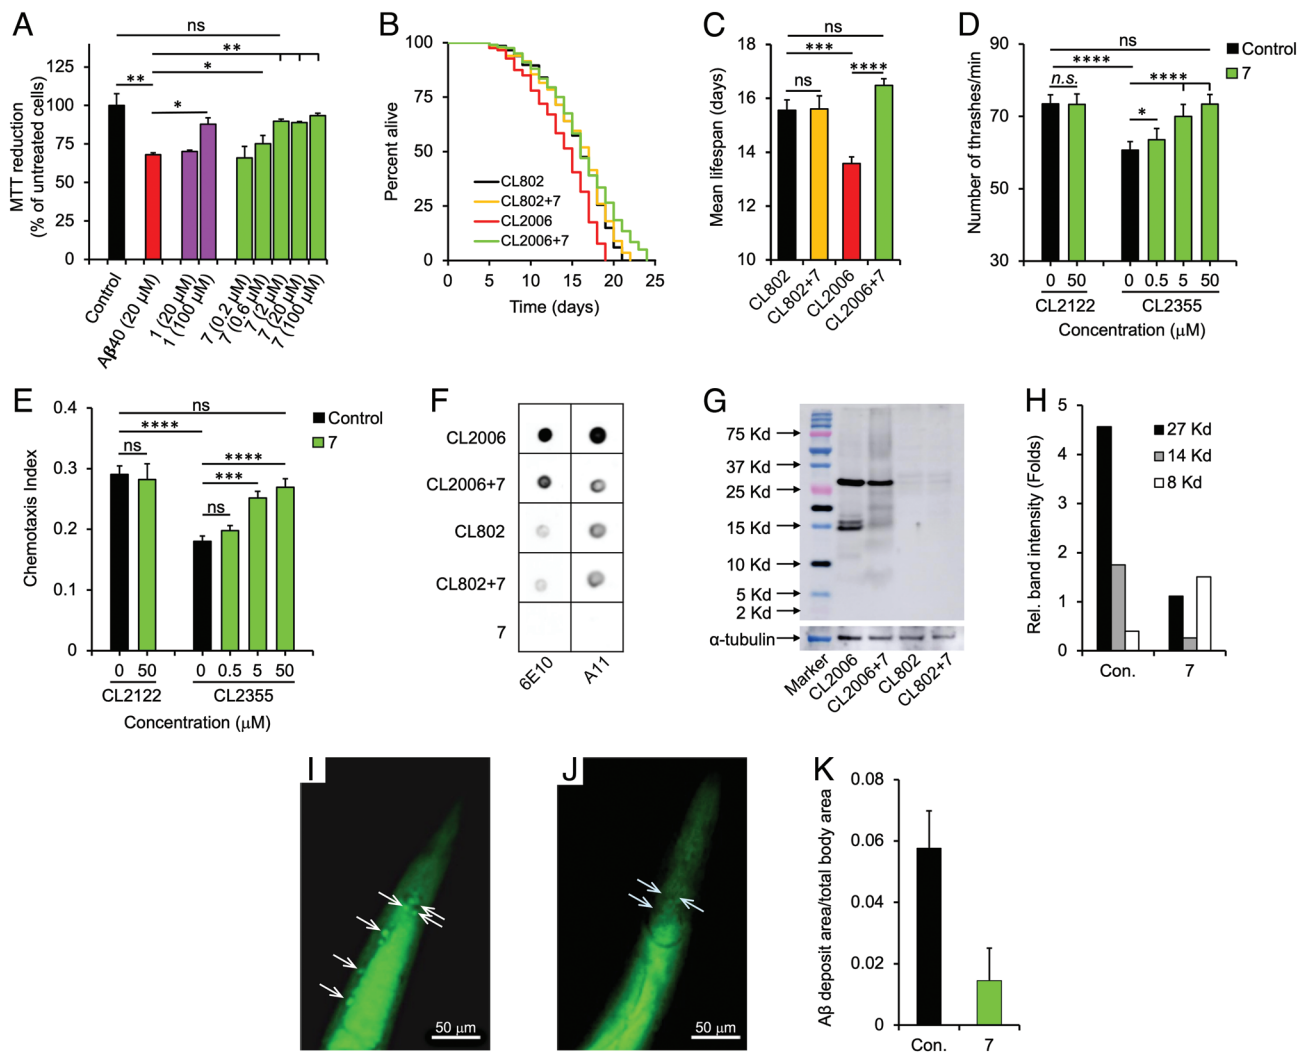 A
ns
**
**
*
*
MTT reduction
(% of untreated cells)
125
100
75
50
25
0
Control
Aβ40 (20 μM)
1 (20μM)
1 (100 μM)
7 (0.2 μM)
7 (0.6 μM)
7 (2 μM)
7 (20 μM)
7 (100 μM)
B
Percent alive
100
75
50
25
0
CL802
CL802+7
CL2006
CL2006+7
0 5 10 15 20 25
Time (days)
C
ns
***
ns
****
Mean lifespan (days)
18
16
14
12
10
CL802
CL802+7
CL2006
CL2006+7
D
ns
****
n.s.
****
*
Control
7
Number of thrashes/min
90
70
50
30
0 50 0 0.5 5 50
CL2122 CL2355
Concentration (μM)
E
ns
****
ns
****
***
ns
Control
7
Chemotaxis Index
0.4
0.3
0.2
0.1
0
0 50 0 0.5 5 50
CL2122 CL2355
Concentration (μM)
F
CL2006
CL2006+7
CL802
CL802+7
7
6E10
A11
G
75 Kd
37 Kd
25 Kd
15 Kd
10 Kd
5 Kd
2 Kd
α-tubulin
Marker
CL2006
CL2006+7
CL802
CL802+7
H
Rel. band intensity (Folds)
5
4
3
2
1
0
27 Kd
14 Kd
8 Kd
Con. 7
I
50 μm
J
50 μm
K
Aβ deposit area/total body area
0.08
0.06
0.04
0.02
0
Con. 7